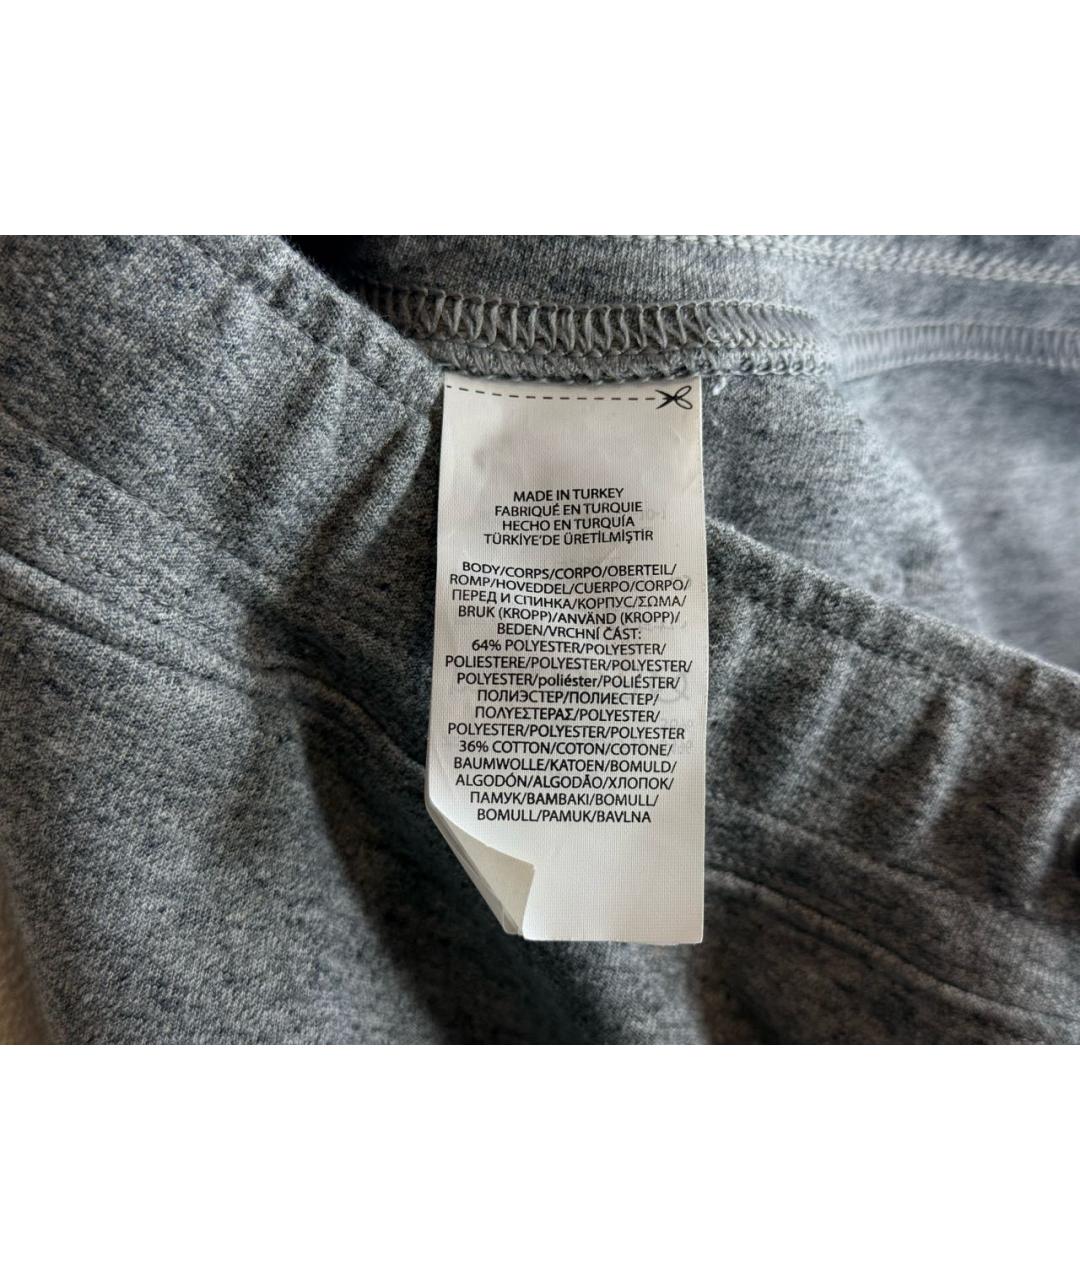 MADE IN TURKEY
FABRIQUÉ EN TURQUIE
HECHO EN TURQUÍA
TÜRKİYE'DE ÜRETİLMİŞTİR
BODY/CORPS/CORPO/OBERTEIL/
ROMP/HOVEDDEL/CUERPO/CORPO/
ПЕРЕД И СПИНКА/КОРПУС/ΣΩΜΑ/
BRUK (KROPP)/ANVÄND (KROPP)/
BEDEN/VRCHNÍ ČÁST:
64% POLYESTER/POLYESTER/
POLIESTERE/POLYESTER/POLYESTER/
POLYESTER/poliéster/POLIÉSTER/
ПОЛИЭСТЕР/ПОЛИЕСТЕР/
ΠΟΛΥΕΣΤΕΡΑΣ/POLYESTER/
POLYESTER/POLYESTER/POLYESTER
36% COTTON/COTON/COTONE/
BAUMWOLLE/KATOEN/BOMULD/
ALGODÓN/ALGODÃO/ХЛОПОК/
ПАМУК/BAMBAKI/BOMULL/
BOMULL/PAMUK/BAVLNA